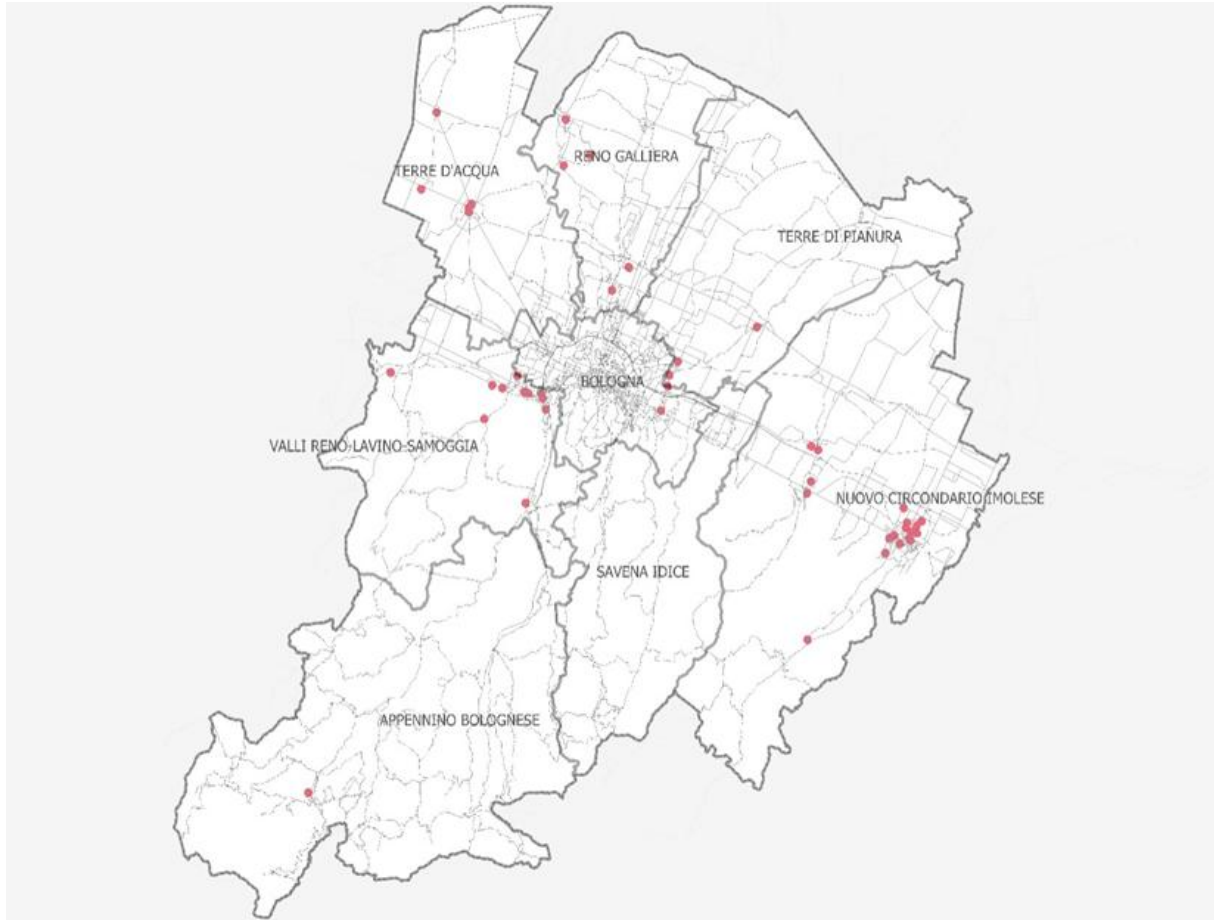 RENO GALLIERA
TERRE D'ACQUA
TERRE DI PIANURA
BOLOGNA
VALLI RENO-LAVINO-SAMOGGIA
NUOVO CIRCONDARIO IMOLESE
SAVENA IDICE
APPENNINO BOLOGNESE